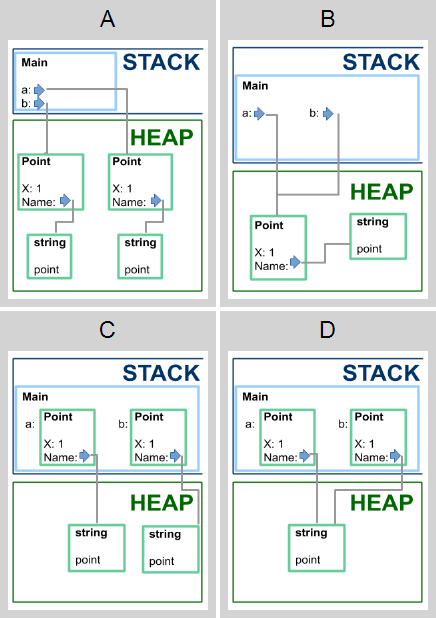 A
STACK
Main
a:
b:
HEAP
Point Point
X: 1 X: 1
Name: Name:
string string
point point
B
STACK
Main
a: b:
HEAP
string
Point
point
X: 1
Name:
C
STACK
Main
Point Point
a: b:
X: 1 X: 1
Name: Name:
HEAP
string string
point point
D
STACK
Main
Point Point
a: b:
X: 1 X: 1
Name: Name:
HEAP
string
point